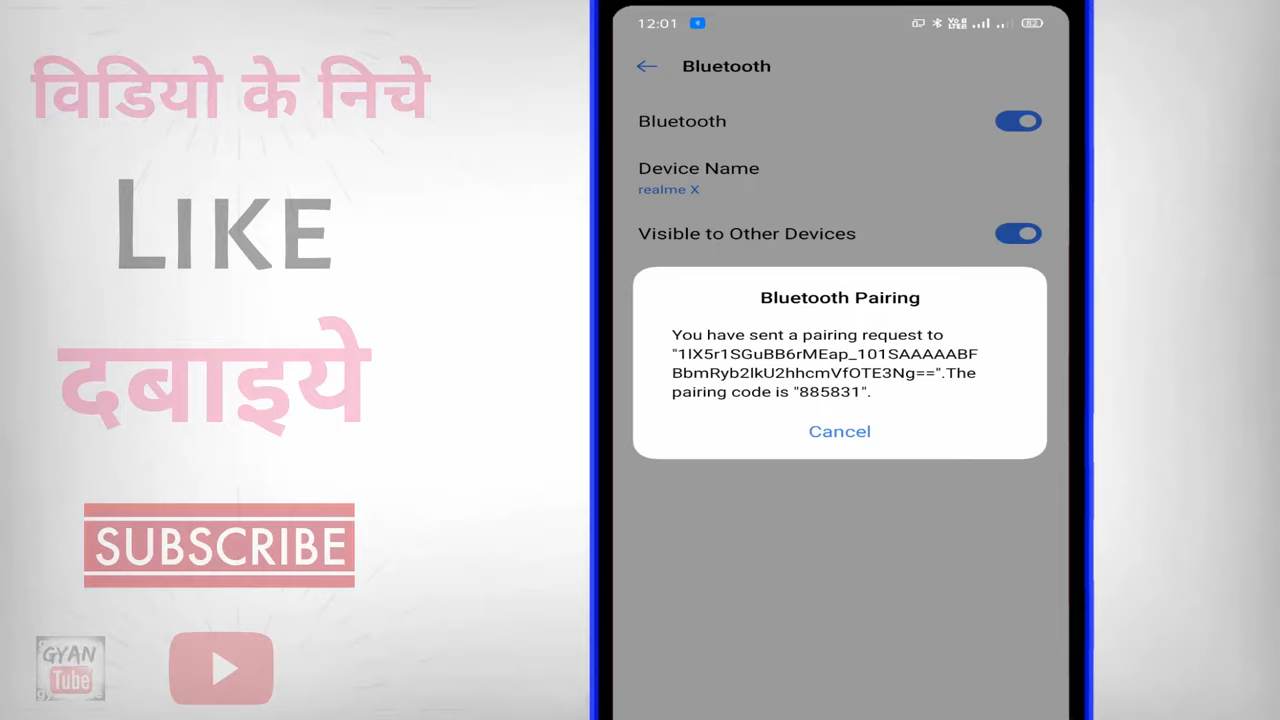 विडियो के निचे
LIKE
दबाइये
SUBSCRIBE
GYAN
Tube
12:01
82
Bluetooth
Bluetooth
Device Name
realme X
Visible to Other Devices
Bluetooth Pairing
You have sent a pairing request to
"1lX5r1SGuBB6rMEap_101SAAAAABF
BbmRyb2lkU2hhcmVfOTE3Ng==".The
pairing code is "885831".
Cancel